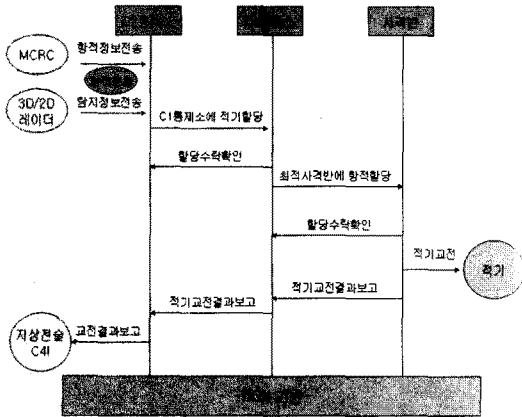 MCRC
항적정보전송
3D/2D
레이더
탐지정보전송
C1통제소에 적기할당
할당수락확인
최적사격반에 항적할당
할당수락확인
적기교전
적기
적기교전결과보고
적기교전결과보고
교전결과보고
지상전술
C4I